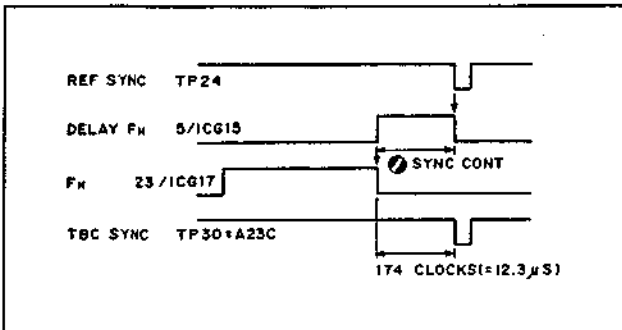 REF SYNC TP24
DELAY FH 5/ICG15
SYNC CONT
FH 23/ICG17
TBC SYNC TP30•A23C
174 CLOCKS(=12.3μS)